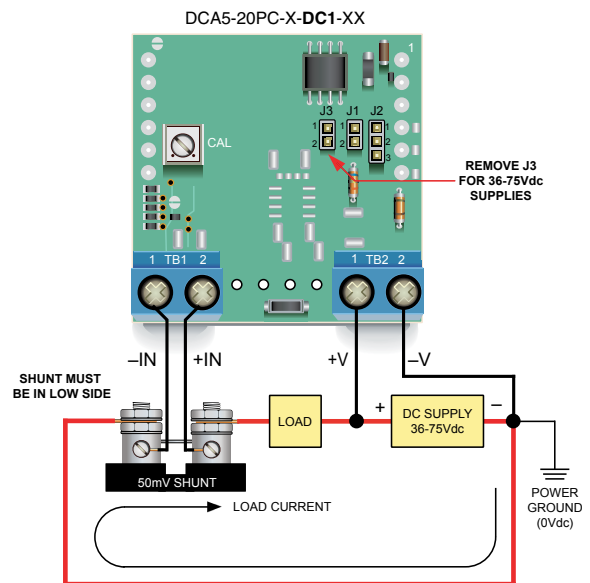 DCA5-20PC-X-DC1-XX
1
J3 J1 J2
1 1 1
2 2 2
3
CAL
REMOVE J3
FOR 36-75Vdc
SUPPLIES
1 TB1 2
1 TB2 2
–IN +IN
+V –V
SHUNT MUST
BE IN LOW SIDE
LOAD
+ –
DC SUPPLY
36-75Vdc
50mV SHUNT
LOAD CURRENT
POWER
GROUND
(0Vdc)